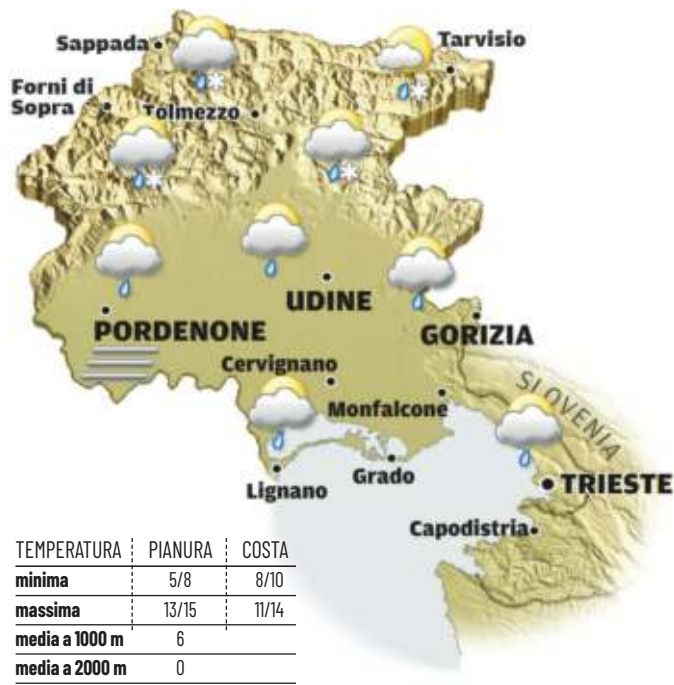 Sappada
Tarvisio
Forni di
Sopra
Tolmezzo
UDINE
PORDENONE
GORIZIA
Cervignano
SLOVENIA
Monfalcone
Grado
TRIESTE
Lignano
Capodistria
TEMPERATURA PIANURA COSTA
minima 5/8 8/10
massima 13/15 11/14
media a 1000 m 6
media a 2000 m 0